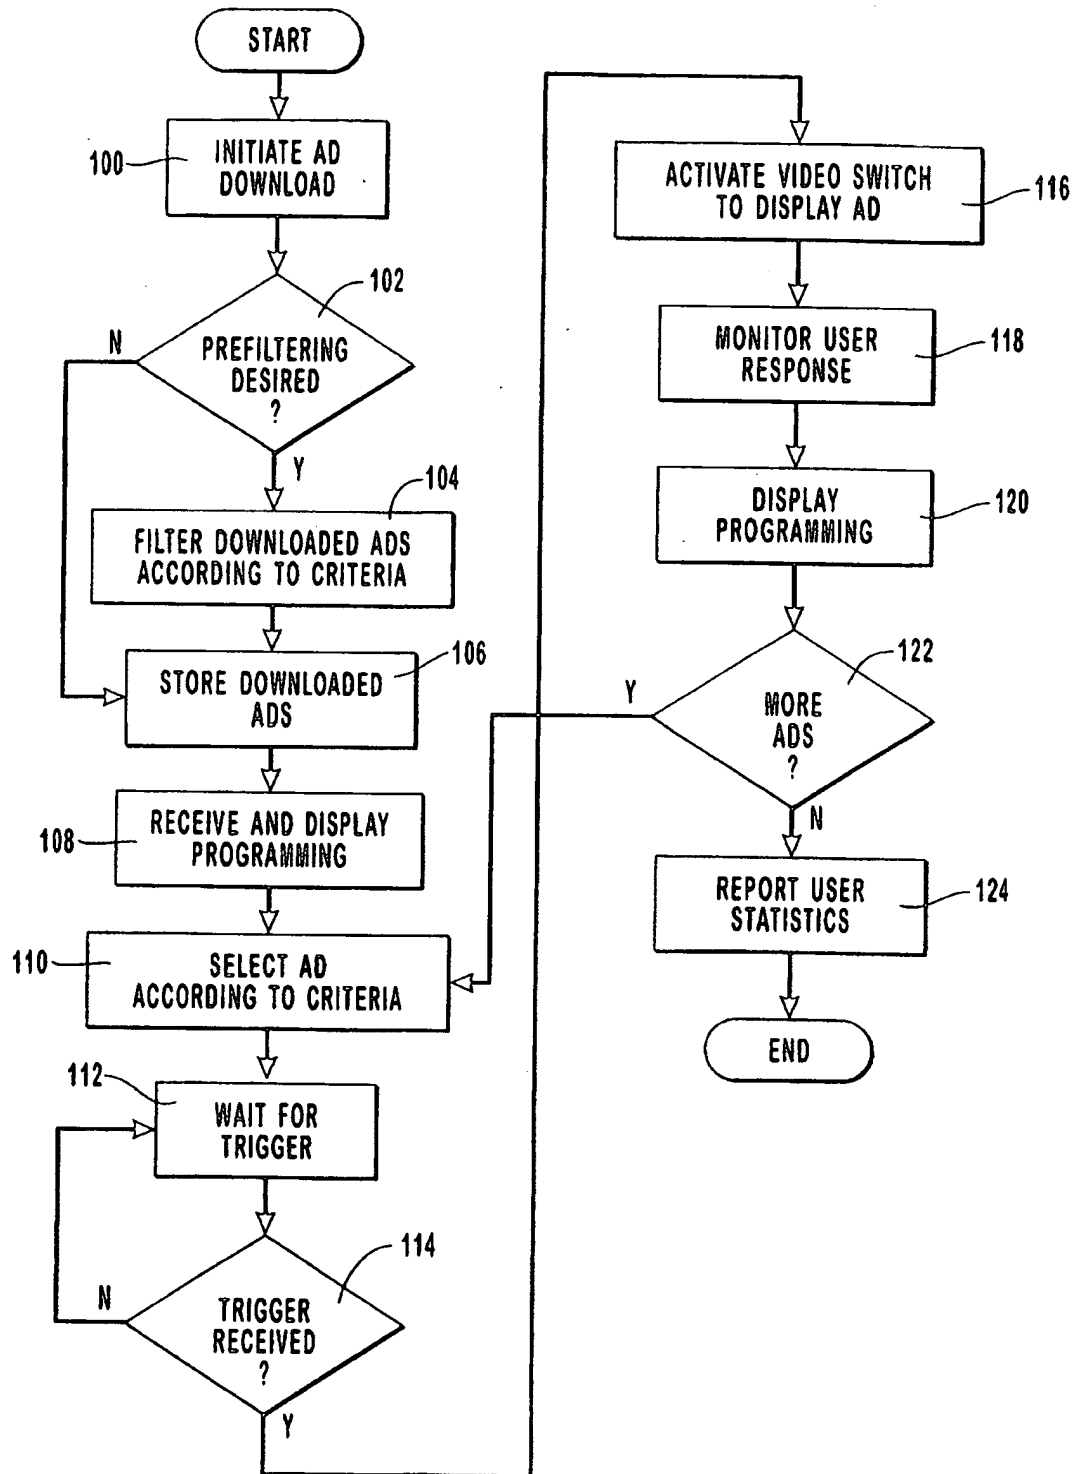 START
INITIATE AD
DOWNLOAD
100
102
PREFILTERING
DESIRED
?
N
Y
104
FILTER DOWNLOADED ADS
ACCORDING TO CRITERIA
106
STORE DOWNLOADED
ADS
108
RECEIVE AND DISPLAY
PROGRAMMING
110
SELECT AD
ACCORDING TO CRITERIA
112
WAIT FOR
TRIGGER
114
TRIGGER
RECEIVED
?
N
Y
ACTIVATE VIDEO SWITCH
TO DISPLAY AD
116
MONITOR USER
RESPONSE
118
DISPLAY
PROGRAMMING
120
122
MORE
ADS
?
Y
N
REPORT USER
STATISTICS
124
END